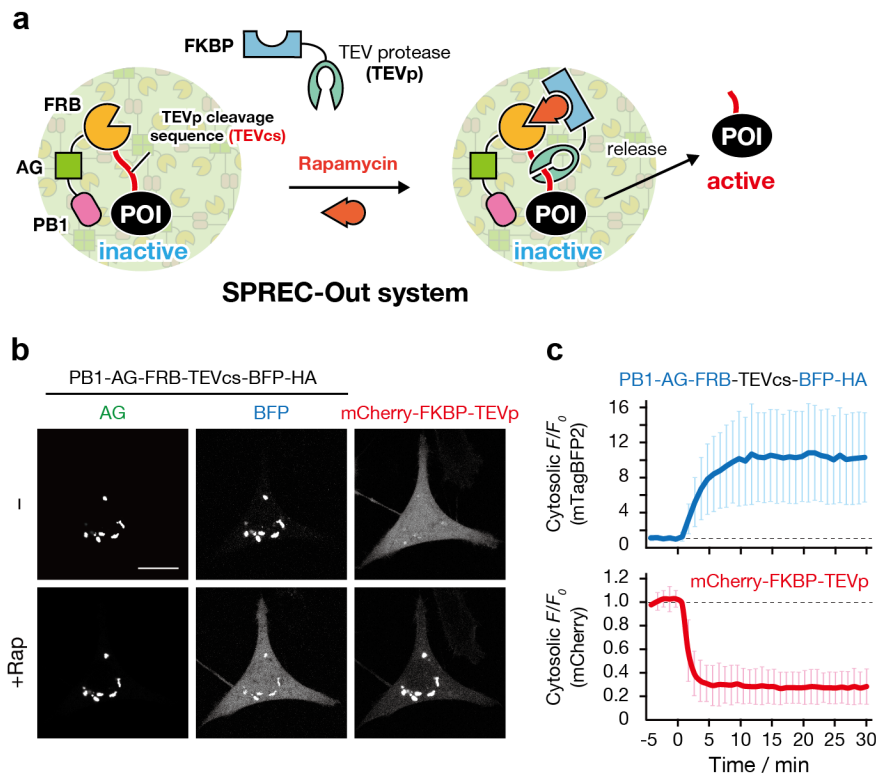 a
FKBP
TEV protease
(TEVp)
FRB
TEVp cleavage
sequence (TEVcs)
AG
PB1
POI
inactive
Rapamycin
POI
inactive
release
POI
active
SPREC-Out system
b
PB1-AG-FRB-TEVcs-BFP-HA
AG
BFP
mCherry-FKBP-TEVp
–
+Rap
c
PB1-AG-FRB-TEVcs-BFP-HA
Cytosolic F/F0
(mTagBFP2)
16
12
8
4
0
mCherry-FKBP-TEVp
Cytosolic F/F0
(mCherry)
1.2
1.0
0.8
0.6
0.4
0.2
0
-5 0 5 10 15 20 25 30
Time / min